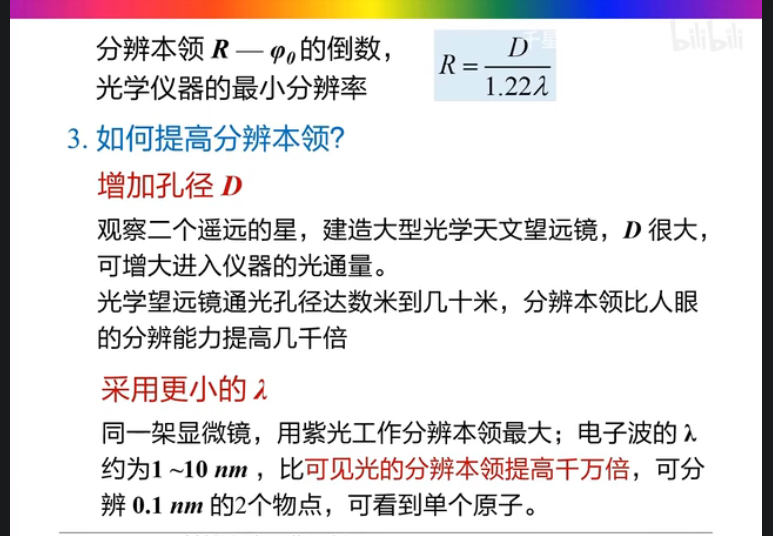 bilibili
分辨本领 R — φ₀ 的倒数，
光学仪器的最小分辨率
R = D / 1.22λ
3. 如何提高分辨本领？
增加孔径 D
观察二个遥远的星，建造大型光学天文望远镜，D 很大，
可增大进入仪器的光通量。
光学望远镜通光孔径达数米到几十米，分辨本领比人眼
的分辨能力提高几千倍
采用更小的 λ
同一架显微镜，用紫光工作分辨本领最大；电子波的 λ
约为1 ~10 nm ，比可见光的分辨本领提高千万倍，可分
辨 0.1 nm 的2个物点，可看到单个原子。